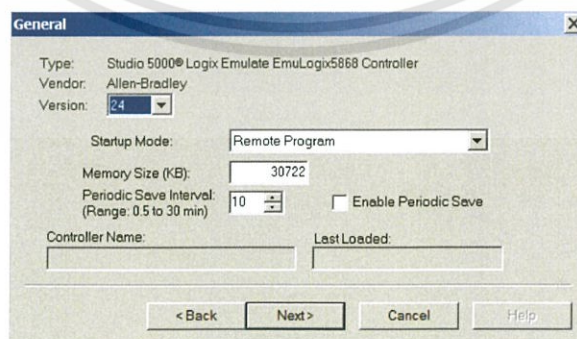 General
Type: Studio 5000® Logix Emulate EmuLogix5868 Controller
Vendor: Allen-Bradley
Version: 24
Startup Mode: Remote Program
Memory Size (KB): 30722
Periodic Save Interval: 10 Enable Periodic Save
(Range: 0.5 to 30 min)
Controller Name: Last Loaded:
< Back Next > Cancel Help